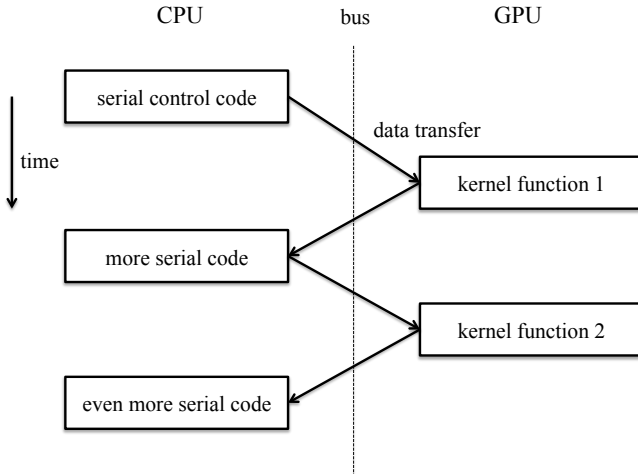 CPU
bus
GPU
serial control code
data transfer
time
kernel function 1
more serial code
kernel function 2
even more serial code